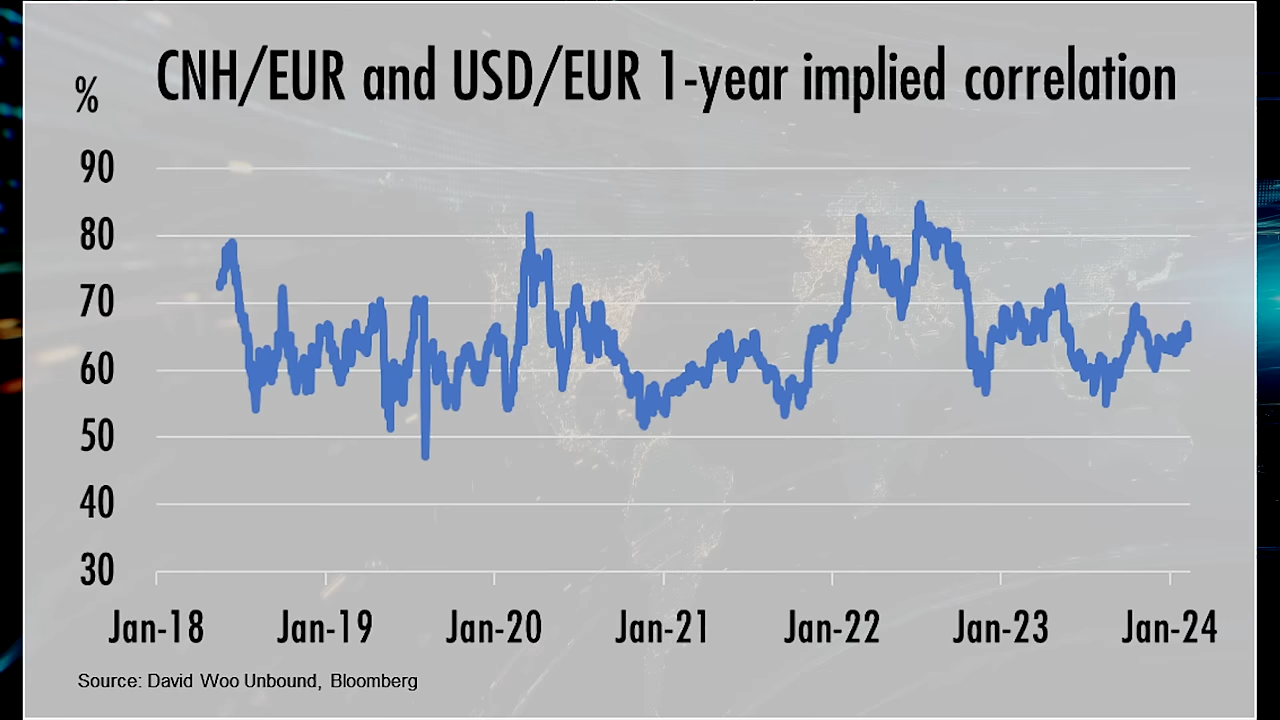 CNH/EUR and USD/EUR 1-year implied correlation
%
90
80
70
60
50
40
30
Jan-18 Jan-19 Jan-20 Jan-21 Jan-22 Jan-23 Jan-24
Source: David Woo Unbound, Bloomberg